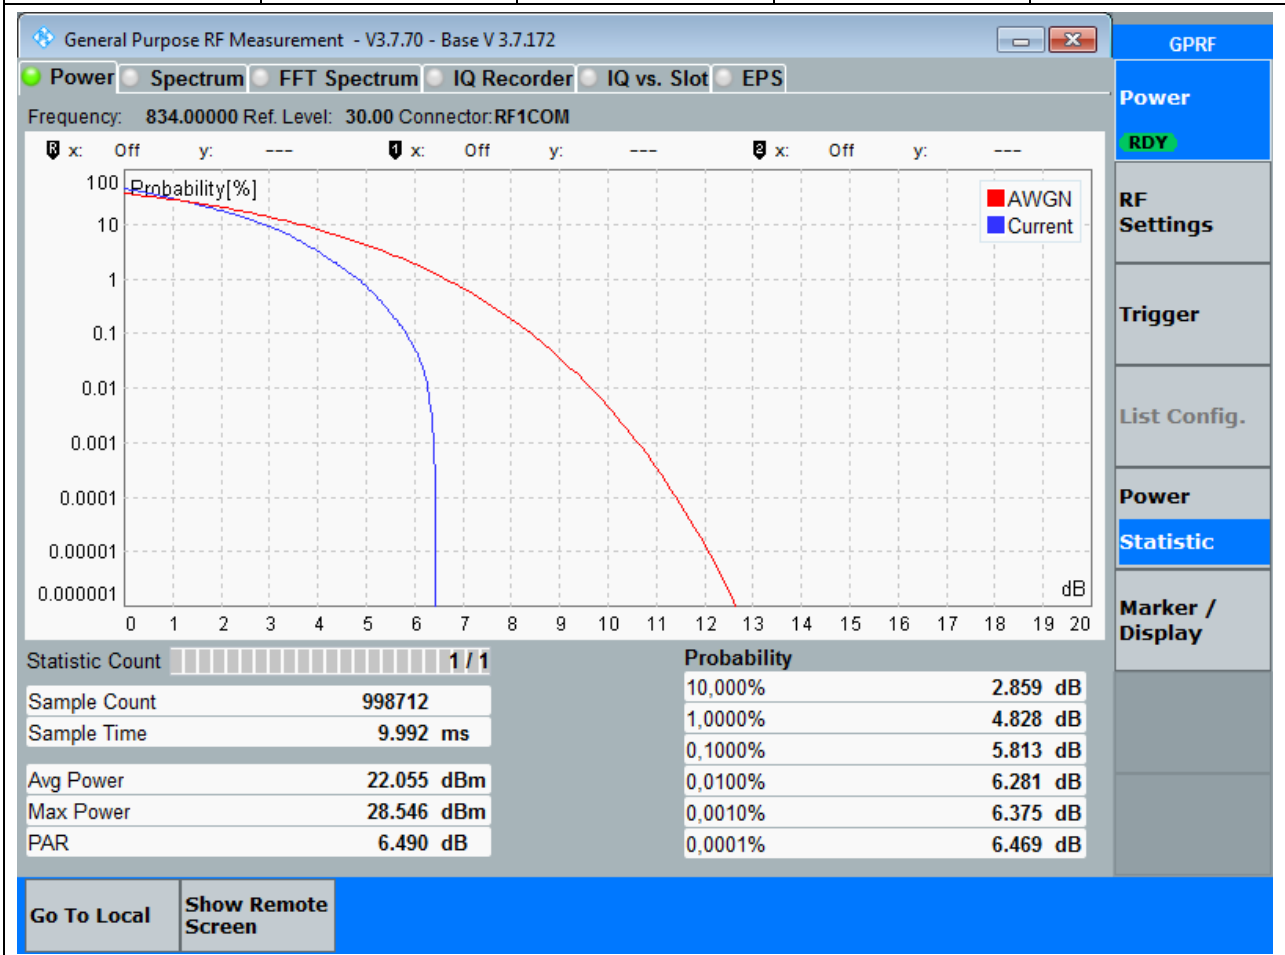 General Purpose RF Measurement - V3.7.70 - Base V 3.7.172
GPRF
Power Spectrum FFT Spectrum IQ Recorder IQ vs. Slot EPS
Power
RDY
Frequency: 834.00000 Ref. Level: 30.00 Connector:RF1COM
R x: Off y: --- 1 x: Off y: --- 2 x: Off y: ---
100 Probability[%]
AWGN
Current
10
1
0.1
0.01
0.001
0.0001
0.00001
0.000001
dB
0 1 2 3 4 5 6 7 8 9 10 11 12 13 14 15 16 17 18 19 20
RF
Settings
Trigger
List Config.
Power
Statistic
Marker /
Display
Statistic Count 1 / 1
Sample Count 998712
Sample Time 9.992 ms
Avg Power 22.055 dBm
Max Power 28.546 dBm
PAR 6.490 dB
Probability
10,000% 2.859 dB
1,0000% 4.828 dB
0,1000% 5.813 dB
0,0100% 6.281 dB
0,0010% 6.375 dB
0,0001% 6.469 dB
Go To Local
Show Remote
Screen